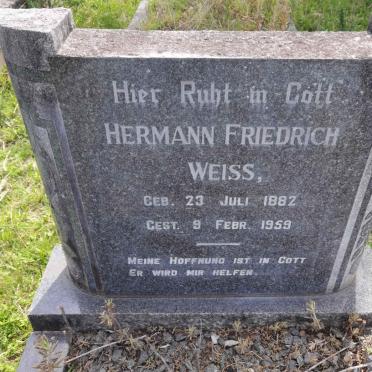 Hier Ruht in Gott
HERMANN FRIEDRICH
WEISS,
GEB. 23 JULI 1882
GEST. 9 FEBR. 1959
MEINE HOFFNUNG IST IN GOTT
ER WIRD MIR HELFEN.